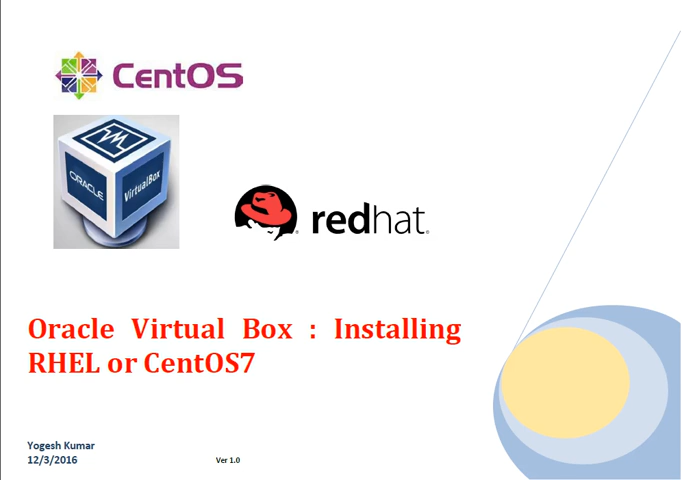 CentOS
ORACLE
VirtualBox
redhat.
Oracle Virtual Box : Installing
RHEL or CentOS7
Yogesh Kumar
12/3/2016
Ver 1.0